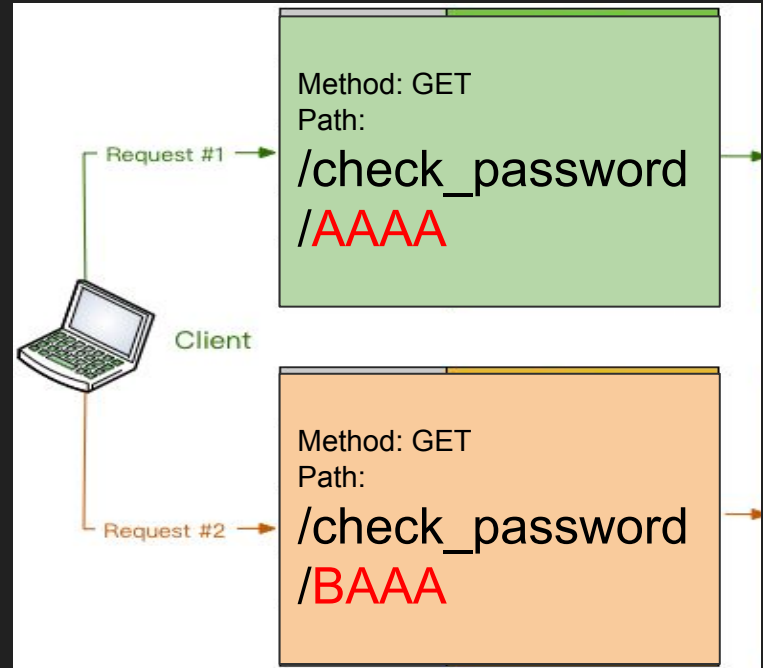 Method: GET
Path:
/check_password
/AAAA
Request #1
Client
Method: GET
Path:
/check_password
/BAAA
Request #2